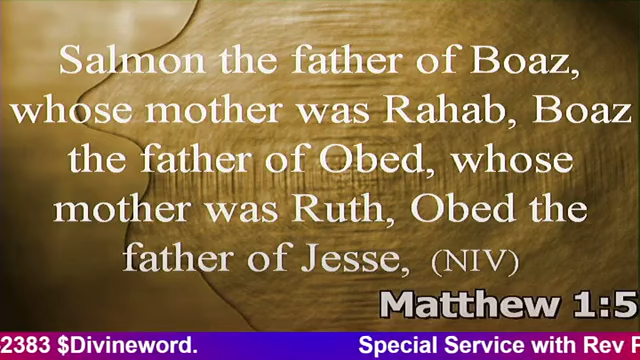 Salmon the father of Boaz,
whose mother was Rahab, Boaz
the father of Obed, whose
mother was Ruth, Obed the
father of Jesse, (NIV)
Matthew 1:5
-2383 $Divineword. Special Service with Rev